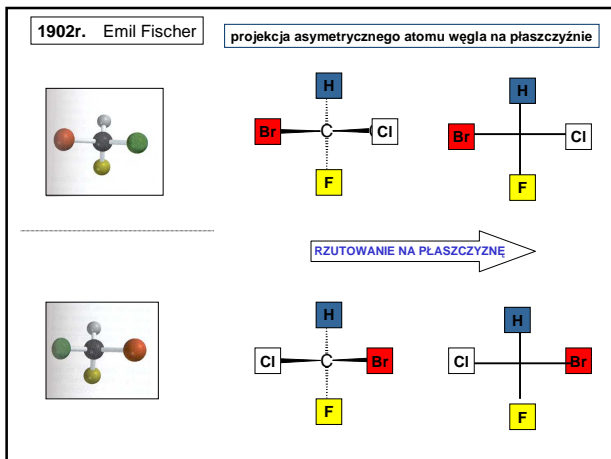 1902r. Emil Fischer
projekcja asymetrycznego atomu węgla na płaszczyźnie
H H
Br C Cl Br Cl
F F
RZUTOWANIE NA PŁASZCZYZNĘ
H H
Cl C Br Cl Br
F F